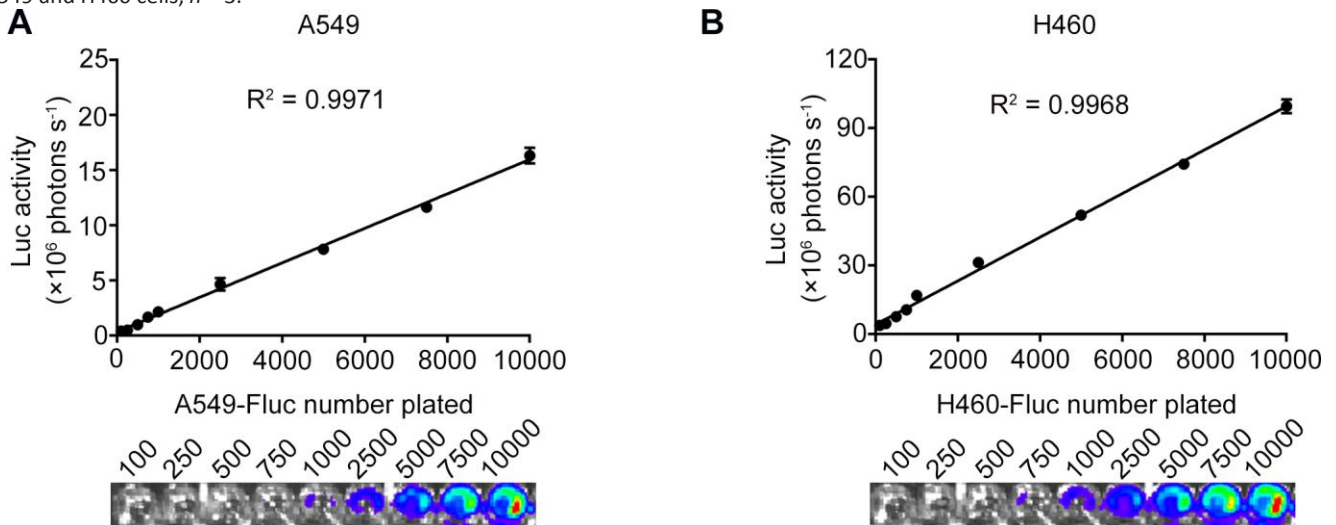 549 and H460 cells, n = 3.
A
A549
25
20
15
10
5
0
Luc activity
(×10⁶ photons s⁻¹)
R² = 0.9971
0 2000 4000 6000 8000 10000
A549-Fluc number plated
100 250 500 750 1000 2500 5000 7500 10000
B
H460
120
90
60
30
0
Luc activity
(×10⁶ photons s⁻¹)
R² = 0.9968
0 2000 4000 6000 8000 10000
H460-Fluc number plated
100 250 500 750 1000 2500 5000 7500 10000